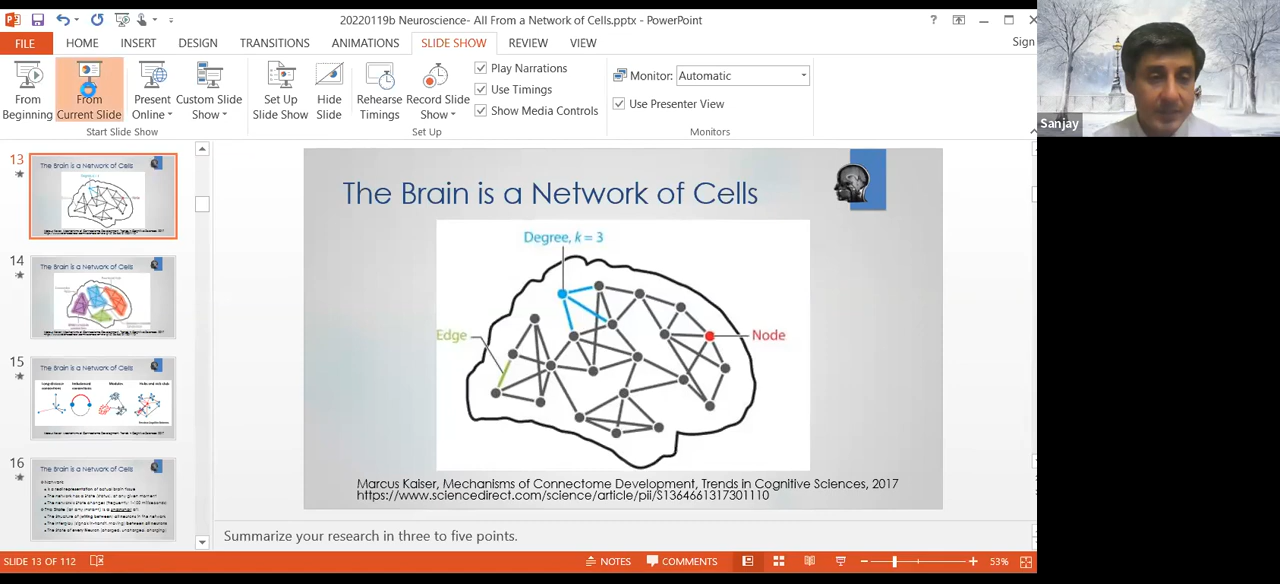 20220119b Neuroscience- All From a Network of Cells.pptx - PowerPoint
FILE HOME INSERT DESIGN TRANSITIONS ANIMATIONS SLIDE SHOW REVIEW VIEW Sign
From Beginning
From Current Slide
Present Online
Custom Slide Show
Start Slide Show
Set Up Slide Show
Hide Slide
Rehearse Timings
Record Slide Show
Play Narrations
Use Timings
Show Media Controls
Set Up
Monitor: Automatic
Use Presenter View
Monitors
Sanjay
13
The Brain is a Network of Cells
14
The Brain is a Network of Cells
15
The Brain is a Network of Cells
16
The Brain is a Network of Cells
The Brain is a Network of Cells
Degree, k = 3
Edge
Node
Marcus Kaiser, Mechanisms of Connectome Development, Trends in Cognitive Sciences, 2017
https://www.sciencedirect.com/science/article/pii/S1364661317301110
Summarize your research in three to five points.
SLIDE 13 OF 112 NOTES COMMENTS 53%